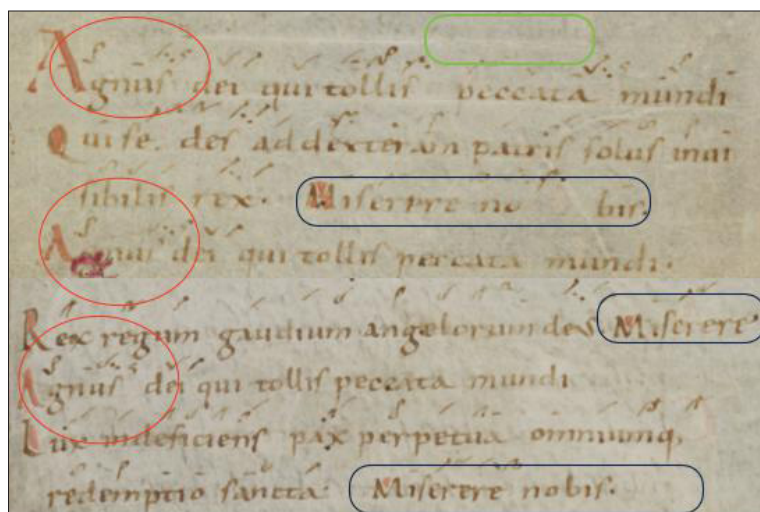 Agnus dei qui tollis peccata mundi
Qui sedes ad dexteram patris solus inui
sibilis rex. Miserere no bis.
Agnus dei qui tollis peccata mundi.
Rex regum gaudium angelorum deus Miserere
Agnus dei qui tollis peccata mundi
Lux indeficiens pax perpetua omniumq,
redemptio sancta. Miserere nobis.